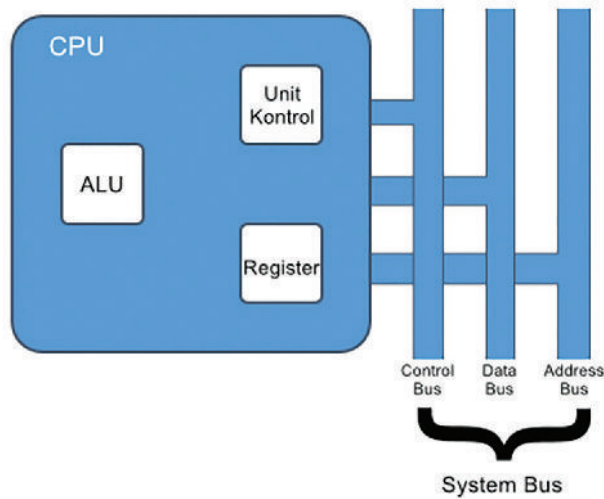 CPU
Unit
Kontrol
ALU
Register
Control
Bus
Data
Bus
Address
Bus
System Bus